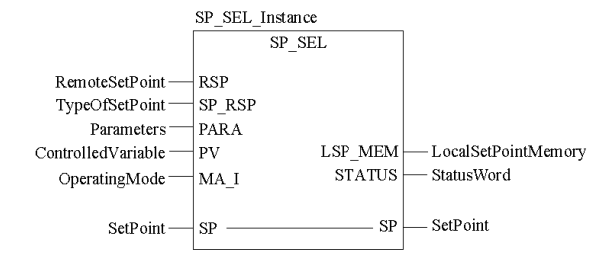 SP_SEL_Instance
SP_SEL
RemoteSetPoint RSP
TypeOfSetPoint SP_RSP
Parameters PARA
ControlledVariable PV LSP_MEM LocalSetPointMemory
OperatingMode MA_I STATUS StatusWord
SetPoint SP SP SetPoint